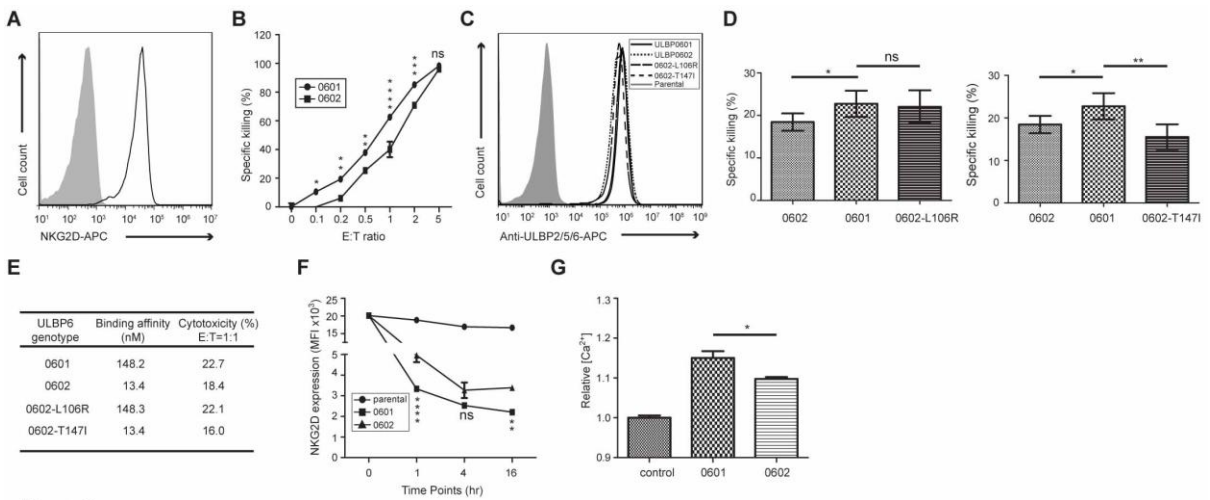 A
Cell count
10¹ 10² 10³ 10⁴ 10⁵ 10⁶ 10⁷
NKG2D-APC
B
Specific killing (%)
120
100
80
60
40
20
0
0601
0602
*
**
**
****
***
ns
0 0.1 0.2 0.5 1 2 5
E:T ratio
C
Cell count
ULBP0601
ULBP0602
0602-L106R
0602-T147I
Parental
10¹ 10² 10³ 10⁴ 10⁵ 10⁶ 10⁷ 10⁸ 10⁹
Anti-ULBP2/5/6-APC
D
Specific killing (%)
30
20
10
0
* ns
0602 0601 0602-L106R
Specific killing (%)
30
20
10
0
* **
0602 0601 0602-T147I
E
ULBP6 genotype Binding affinity (nM) Cytotoxicity (%) E:T=1:1
0601 148.2 22.7
0602 13.4 18.4
0602-L106R 148.3 22.1
0602-T147I 13.4 16.0
F
NKG2D expression (MFI x10³)
25
20
15
10
5
4
3
2
1
0
parental
0601
0602
****
ns
**
0 1 4 16
Time Points (hr)
G
Relative [Ca²⁺]
1.3
1.2
1.1
1.0
0.9
*
control 0601 0602